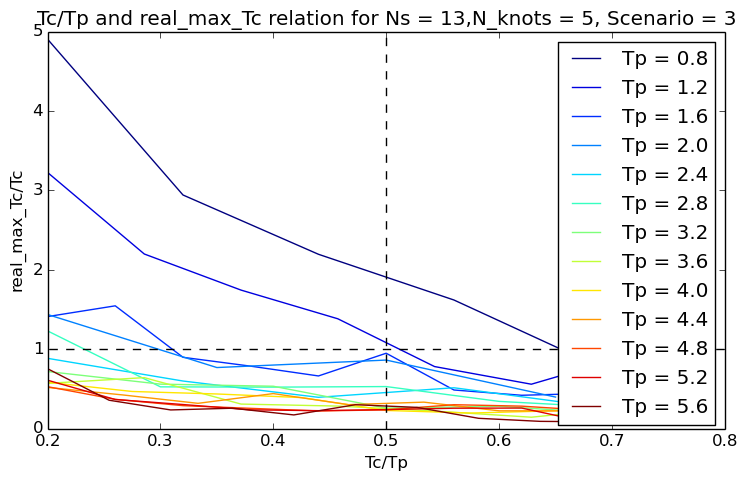 Tc/Tp and real_max_Tc relation for Ns = 13,N_knots = 5, Scenario = 3
real_max_Tc/Tc
5
4
3
2
1
0
Tp = 0.8
Tp = 1.2
Tp = 1.6
Tp = 2.0
Tp = 2.4
Tp = 2.8
Tp = 3.2
Tp = 3.6
Tp = 4.0
Tp = 4.4
Tp = 4.8
Tp = 5.2
Tp = 5.6
0.2 0.3 0.4 0.5 0.6 0.7 0.8
Tc/Tp